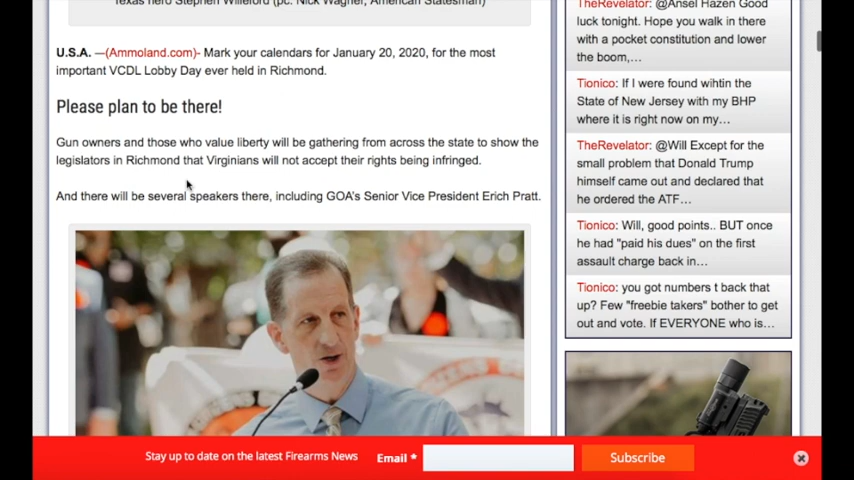 Texas hero Stephen Willeford (pc: Nick Wagner, American Statesman)
U.S.A. —(Ammoland.com)- Mark your calendars for January 20, 2020, for the most
important VCDL Lobby Day ever held in Richmond.
Please plan to be there!
Gun owners and those who value liberty will be gathering from across the state to show the
legislators in Richmond that Virginians will not accept their rights being infringed.
And there will be several speakers there, including GOA's Senior Vice President Erich Pratt.
TheRevelator: @Ansel Hazen Good
luck tonight. Hope you walk in there
with a pocket constitution and lower
the boom,...
Tionico: If I were found wihtin the
State of New Jersey with my BHP
where it is right now on my...
TheRevelator: @Will Except for the
small problem that Donald Trump
himself came out and declared that
he ordered the ATF...
Tionico: Will, good points.. BUT once
he had "paid his dues" on the first
assault charge back in...
Tionico: you got numbers t back that
up? Few "freebie takers" bother to get
out and vote. If EVERYONE who is...
Stay up to date on the latest Firearms News Email * Subscribe